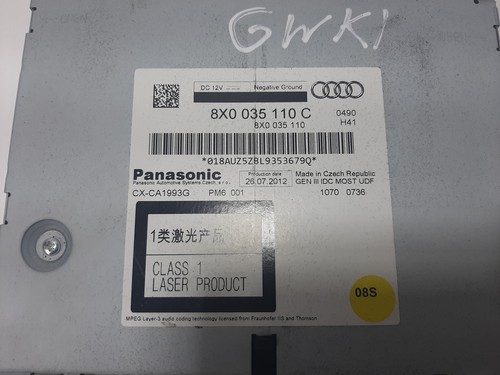 GWKI
DC 12V Negative Ground
8X0 035 110 C
0490
8X0 035 110
H41
*018AUZ5ZBL9353679Q*
Panasonic
Panasonic Automotive Systems Czech, s.r.o.
Production date
26.07.2012
Made in Czech Republic
GEN III IDC MOST UDF
CX-CA1993G PM6 001
1070 0736
1类激光产品
CLASS 1
LASER PRODUCT
08S
MPEG Layer-3 audio coding technology licensed from Fraunhofer IIS and Thomson